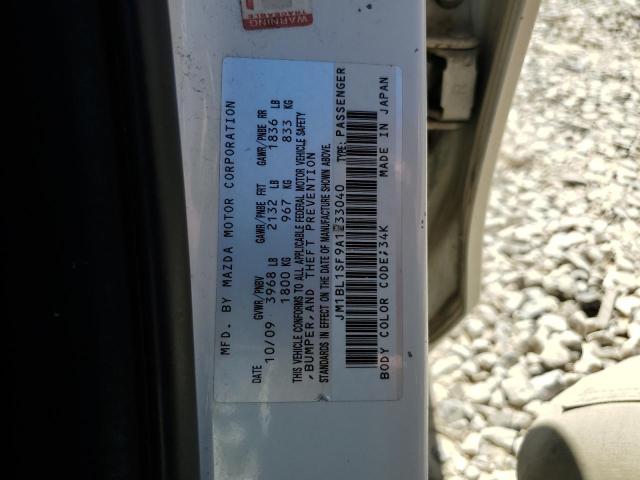 WARNING
TRACEABLE
MFD. BY MAZDA MOTOR CORPORATION
DATE GVWR/PNBV GAWR/PNBE FRT GAWR/PNBE RR
10/09 3968 LB 2132 LB 1836 LB
1800 KG 967 KG 833 KG
THIS VEHICLE CONFORMS TO ALL APPLICABLE FEDERAL MOTOR VEHICLE SAFETY
,BUMPER,AND THEFT PREVENTION
STANDARDS IN EFFECT ON THE DATE OF MANUFACTURE SHOWN ABOVE.
JM1BL1SF9A1233040 TYPE: PASSENGER
BODY COLOR CODE:34K MADE IN JAPAN